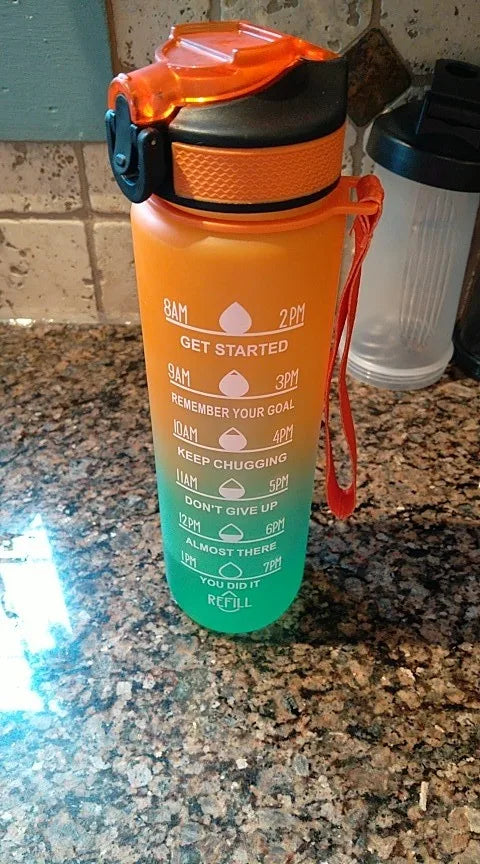 8AM 2PM
GET STARTED
9AM 3PM
REMEMBER YOUR GOAL
10AM 4PM
KEEP CHUGGING
11AM 5PM
DON'T GIVE UP
12PM 6PM
ALMOST THERE
1PM 7PM
YOU DID IT
REFILL